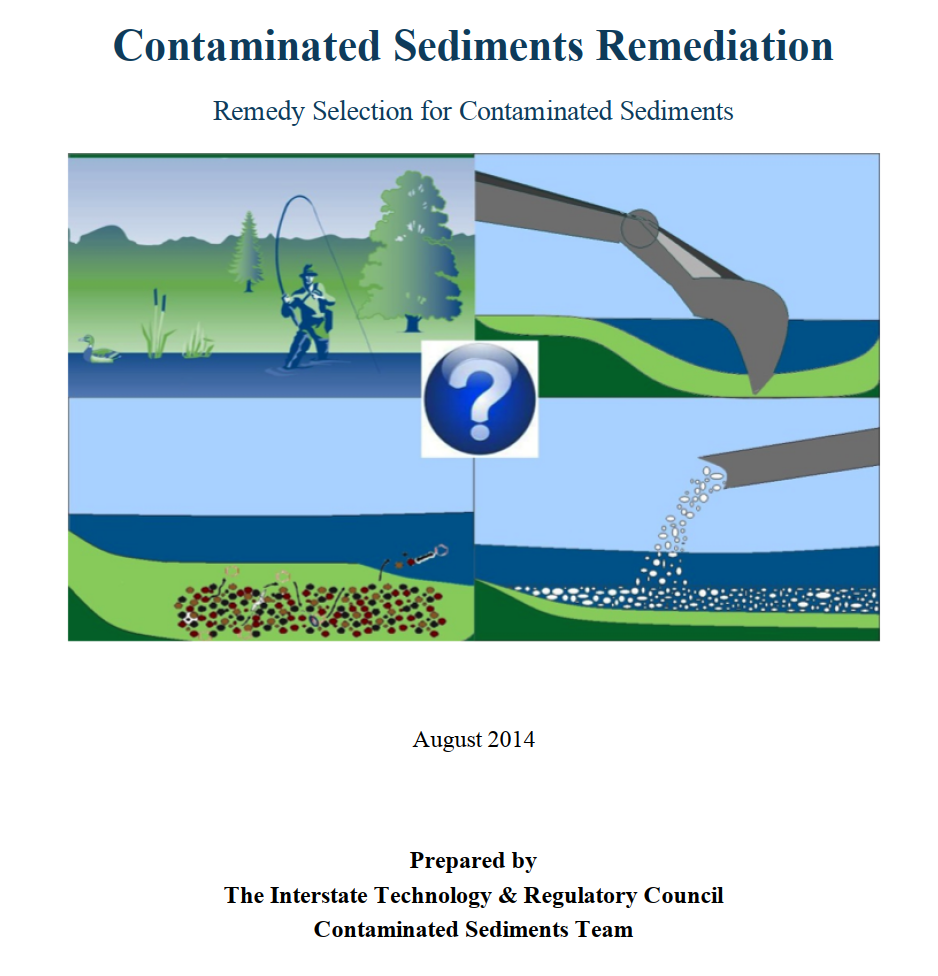 Contaminated Sediments Remediation
Remedy Selection for Contaminated Sediments
?
August 2014
Prepared by
The Interstate Technology & Regulatory Council
Contaminated Sediments Team